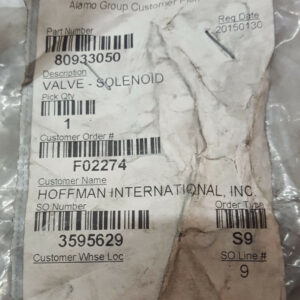 Alamo Group Customer
Part Number
Req Date
20150130
80933050
Description
VALVE - SOLENOID
Pick Qty
1
Customer Order #
F02274
Customer Name
HOFFMAN INTERNATIONAL, INC.
SO Number
Order Type
3595629
S9
Customer Whse Loc
SO Line #
9